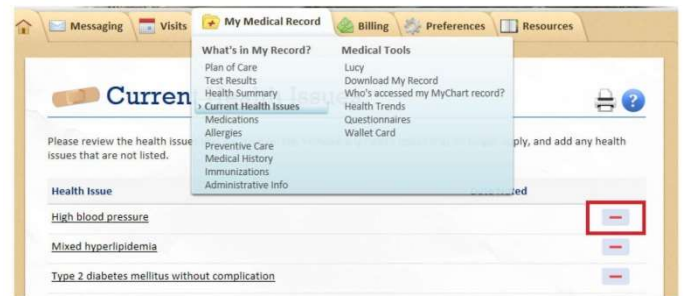 Messaging Visits My Medical Record Billing Preferences Resources
What's in My Record? Medical Tools
Plan of Care Lucy
Test Results Download My Record
Health Summary Who's accessed my MyChart record?
› Current Health Issues Health Trends
Medications Questionnaires
Allergies Wallet Card
Preventive Care
Medical History
Immunizations
Administrative Info
Curren
Please review the health issue ply, and add any health
issues that are not listed.
Health Issue ted
High blood pressure
Mixed hyperlipidemia
Type 2 diabetes mellitus without complication